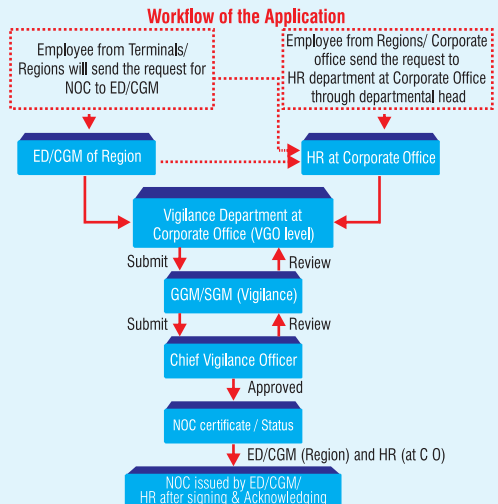 Workflow of the Application
Employee from Terminals/
Regions will send the request for
NOC to ED/CGM
Employee from Regions/ Corporate
office send the request to
HR department at Corporate Office
through departmental head
ED/CGM of Region
HR at Corporate Office
Vigilance Department at
Corporate Office (VGO level)
Submit
Review
GGM/SGM (Vigilance)
Submit
Review
Chief Vigilance Officer
Approved
NOC certificate / Status
ED/CGM (Region) and HR (at C O)
NOC issued by ED/CGM/
HR after signing & Acknowledging